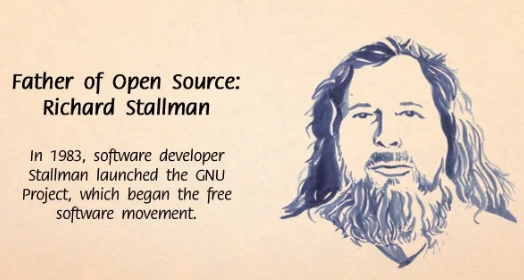 Father of Open Source:
Richard Stallman
In 1983, software developer
Stallman launched the GNU
Project, which began the free
software movement.